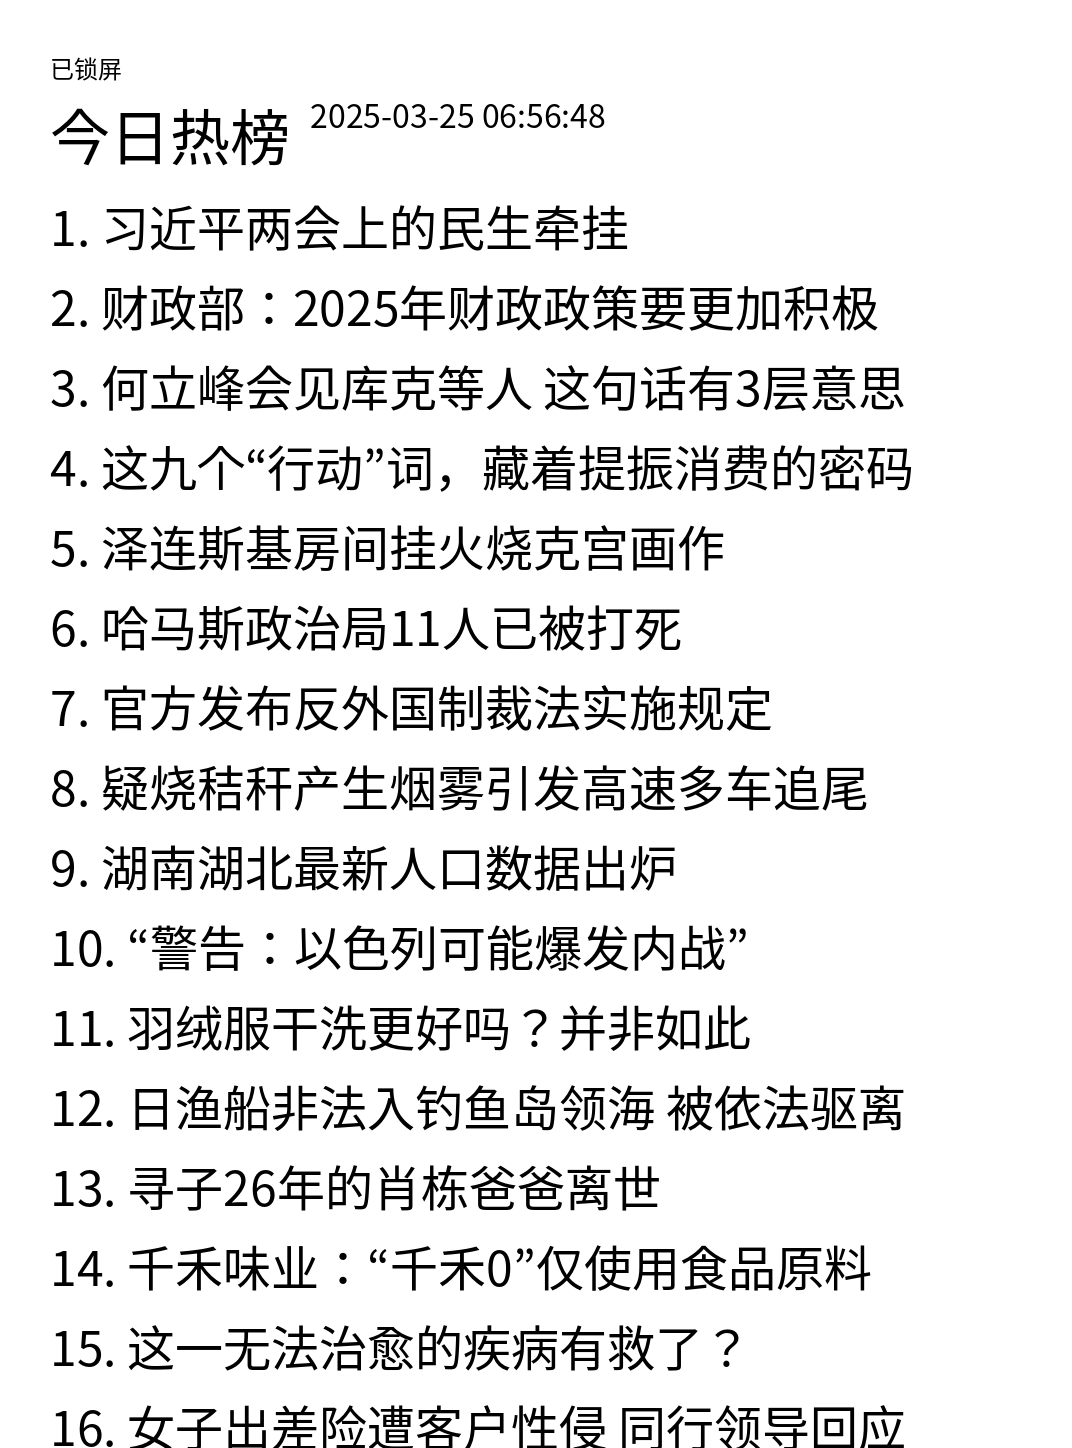 已锁屏
今日热榜 2025-03-25 06:56:48
1. 习近平两会上的民生牵挂
2. 财政部：2025年财政政策要更加积极
3. 何立峰会见库克等人 这句话有3层意思
4. 这九个“行动”词，藏着提振消费的密码
5. 泽连斯基房间挂火烧克宫画作
6. 哈马斯政治局11人已被打死
7. 官方发布反外国制裁法实施规定
8. 疑烧秸秆产生烟雾引发高速多车追尾
9. 湖南湖北最新人口数据出炉
10. “警告：以色列可能爆发内战”
11. 羽绒服干洗更好吗？并非如此
12. 日渔船非法入钓鱼岛领海 被依法驱离
13. 寻子26年的肖栋爸爸离世
14. 千禾味业：“千禾0”仅使用食品原料
15. 这一无法治愈的疾病有救了？
16. 女子出差险遭客户性侵 同行领导回应